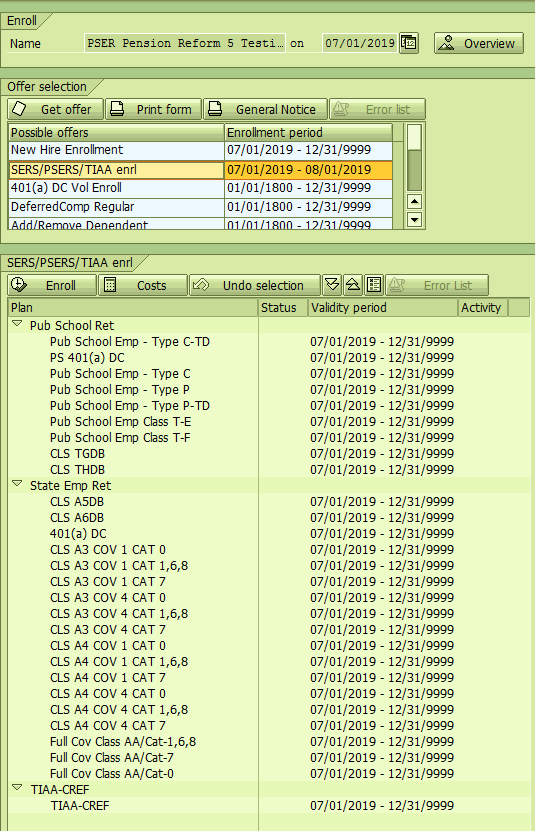 Enroll
Name PSER Pension Reform 5 Testi... on 07/01/2019 Overview
Offer selection
Get offer Print form General Notice Error list
Possible offers Enrollment period
New Hire Enrollment 07/01/2019 - 12/31/9999
SERS/PSERS/TIAA enrl 07/01/2019 - 08/01/2019
401(a) DC Vol Enroll 01/01/1800 - 12/31/9999
DeferredComp Regular 01/01/1800 - 12/31/9999
Add/Remove Dependent 01/01/1800 - 12/31/9999
SERS/PSERS/TIAA enrl
Enroll Costs Undo selection Error List
Plan Status Validity period Activity
Pub School Ret
Pub School Emp - Type C-TD 07/01/2019 - 12/31/9999
PS 401(a) DC 07/01/2019 - 12/31/9999
Pub School Emp - Type C 07/01/2019 - 12/31/9999
Pub School Emp - Type P 07/01/2019 - 12/31/9999
Pub School Emp - Type P-TD 07/01/2019 - 12/31/9999
Pub School Emp Class T-E 07/01/2019 - 12/31/9999
Pub School Emp Class T-F 07/01/2019 - 12/31/9999
CLS TGDB 07/01/2019 - 12/31/9999
CLS THDB 07/01/2019 - 12/31/9999
State Emp Ret
CLS A5DB 07/01/2019 - 12/31/9999
CLS A6DB 07/01/2019 - 12/31/9999
401(a) DC 07/01/2019 - 12/31/9999
CLS A3 COV 1 CAT 0 07/01/2019 - 12/31/9999
CLS A3 COV 1 CAT 1,6,8 07/01/2019 - 12/31/9999
CLS A3 COV 1 CAT 7 07/01/2019 - 12/31/9999
CLS A3 COV 4 CAT 0 07/01/2019 - 12/31/9999
CLS A3 COV 4 CAT 1,6,8 07/01/2019 - 12/31/9999
CLS A3 COV 4 CAT 7 07/01/2019 - 12/31/9999
CLS A4 COV 1 CAT 0 07/01/2019 - 12/31/9999
CLS A4 COV 1 CAT 1,6,8 07/01/2019 - 12/31/9999
CLS A4 COV 1 CAT 7 07/01/2019 - 12/31/9999
CLS A4 COV 4 CAT 0 07/01/2019 - 12/31/9999
CLS A4 COV 4 CAT 1,6,8 07/01/2019 - 12/31/9999
CLS A4 COV 4 CAT 7 07/01/2019 - 12/31/9999
Full Cov Class AA/Cat-1,6,8 07/01/2019 - 12/31/9999
Full Cov Class AA/Cat-7 07/01/2019 - 12/31/9999
Full Cov Class AA/Cat-0 07/01/2019 - 12/31/9999
TIAA-CREF
TIAA-CREF 07/01/2019 - 12/31/9999